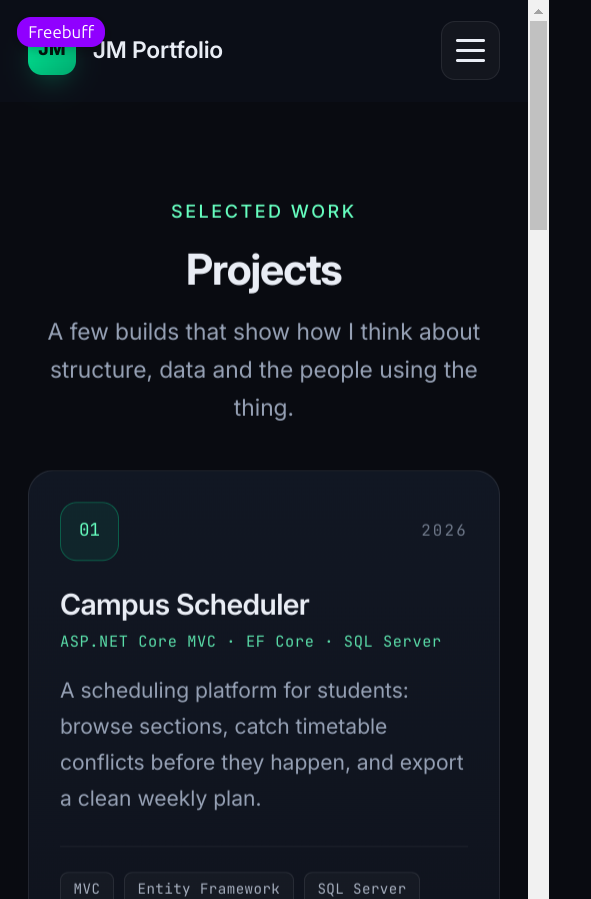 Freebuff
JM
JM Portfolio
SELECTED WORK
Projects
A few builds that show how I think about
structure, data and the people using the
thing.
01
2026
Campus Scheduler
ASP.NET Core MVC · EF Core · SQL Server
A scheduling platform for students:
browse sections, catch timetable
conflicts before they happen, and export
a clean weekly plan.
MVC
Entity Framework
SQL Server